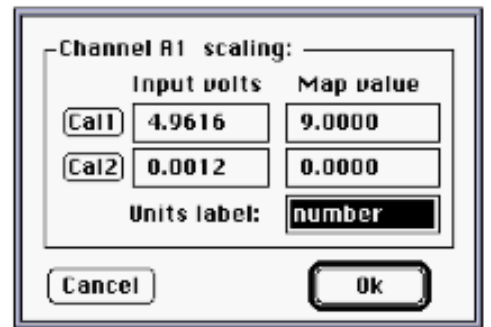 Channel A1 scaling:
Input volts Map value
Cal1 4.9616 9.0000
Cal2 0.0012 0.0000
Units label: number
Cancel Ok